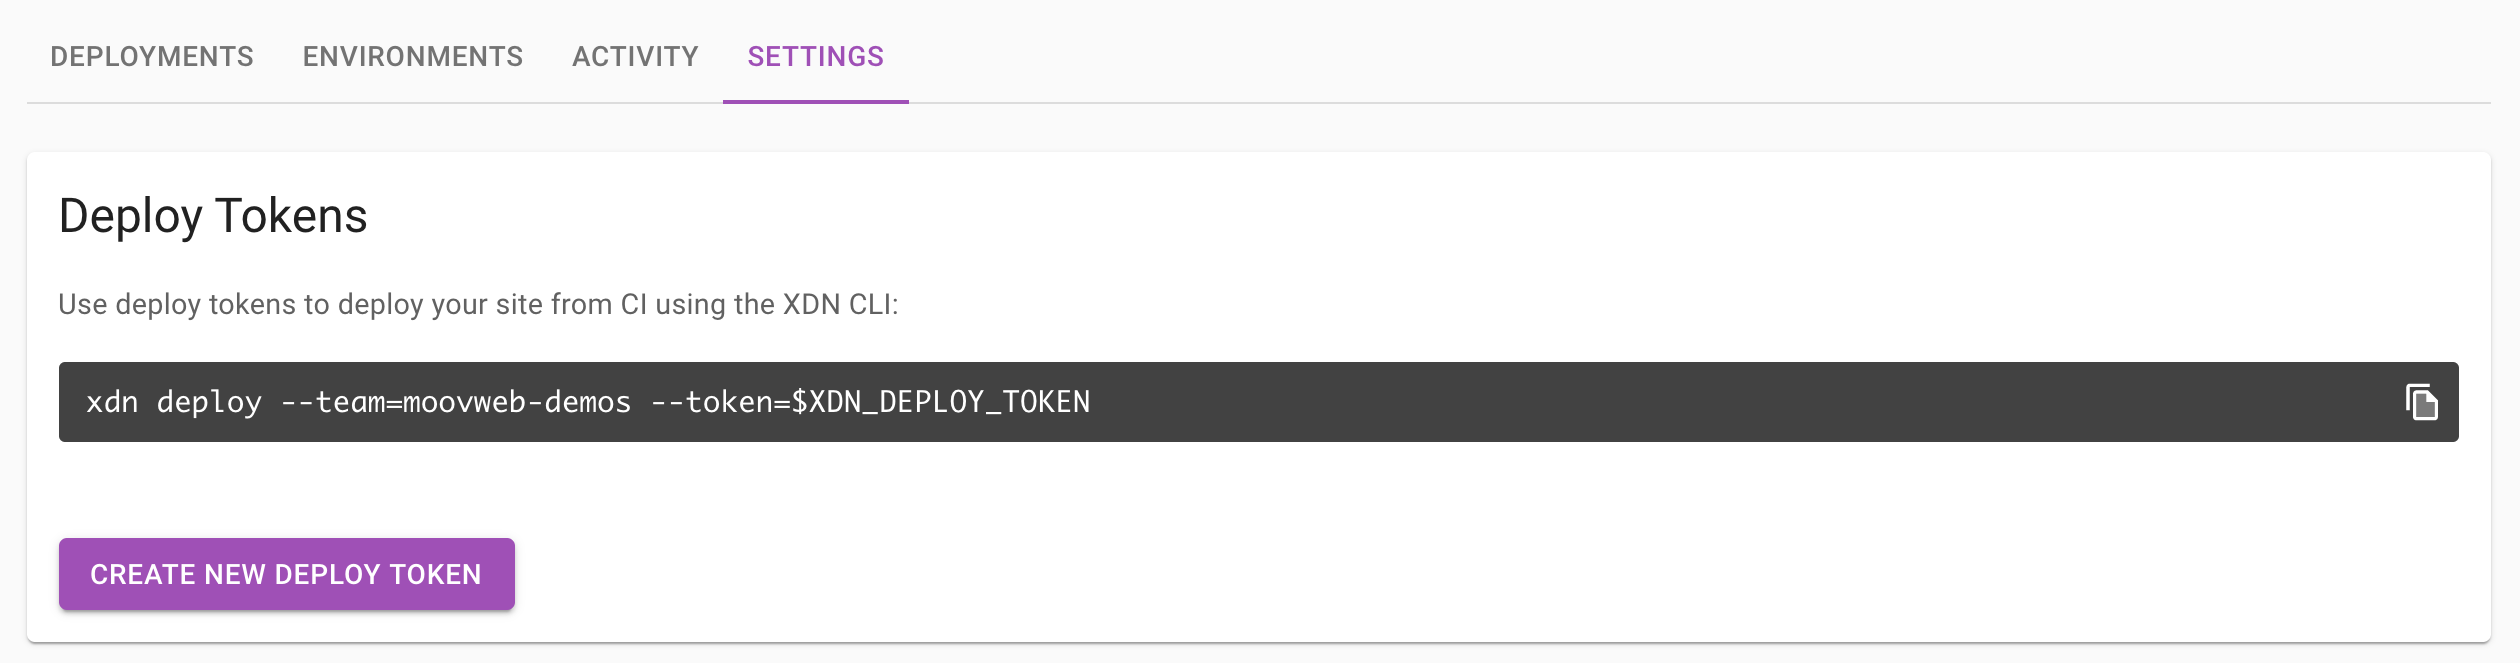 DEPLOYMENTS ENVIRONMENTS ACTIVITY SETTINGS
Deploy Tokens
Use deploy tokens to deploy your site from CI using the XDN CLI:
xdn deploy --team=moovweb-demos --token=$XDN_DEPLOY_TOKEN
CREATE NEW DEPLOY TOKEN